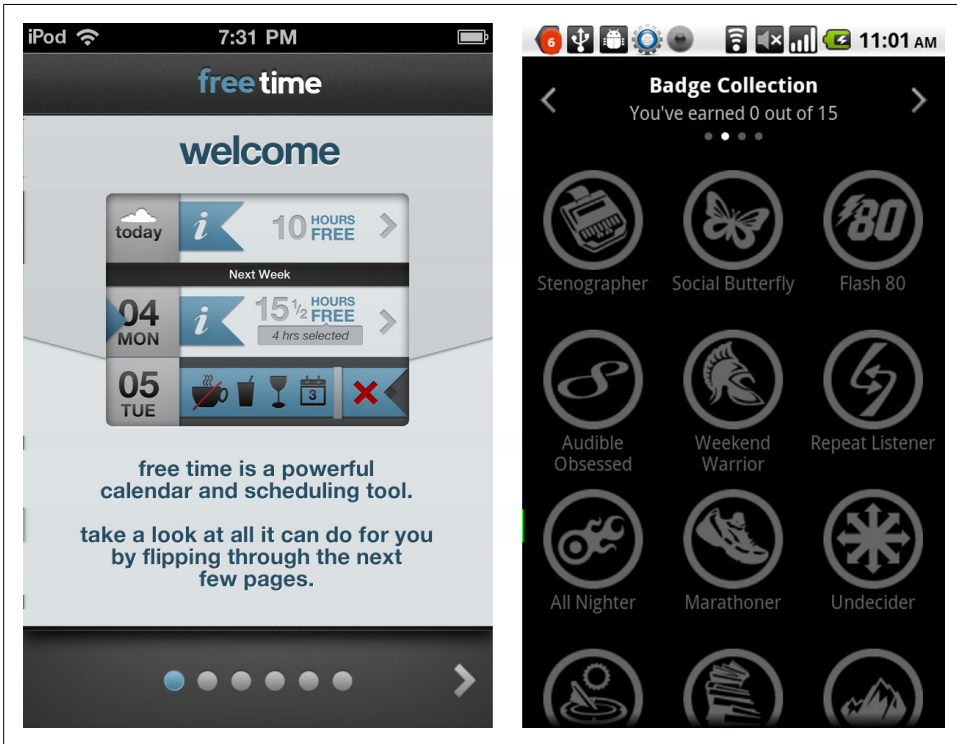 iPod 7:31 PM
freetime
welcome
today i 10 HOURS FREE
Next Week
04 MON i 15 1/2 HOURS FREE
4 hrs selected
05 TUE 3
free time is a powerful
calendar and scheduling tool.
take a look at all it can do for you
by flipping through the next
few pages.
6 11:01 AM
Badge Collection
You've earned 0 out of 15
80
Stenographer Social Butterfly Flash 80
Audible Obsessed Weekend Warrior Repeat Listener
All Nighter Marathoner Undecider